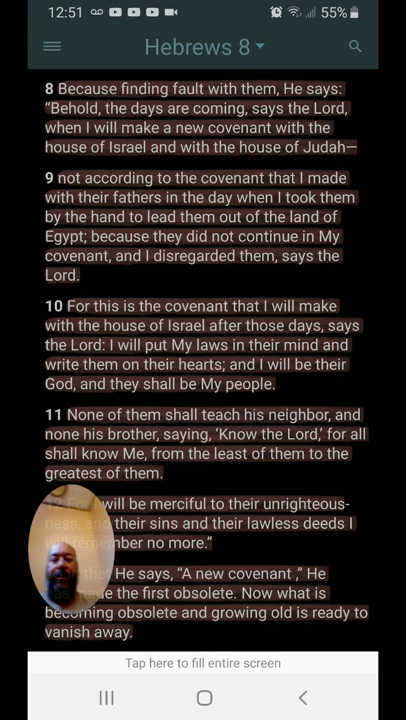 12:51
55%
Hebrews 8
8 Because finding fault with them, He says:
“Behold, the days are coming, says the Lord,
when I will make a new covenant with the
house of Israel and with the house of Judah—
9 not according to the covenant that I made
with their fathers in the day when I took them
by the hand to lead them out of the land of
Egypt; because they did not continue in My
covenant, and I disregarded them, says the
Lord.
10 For this is the covenant that I will make
with the house of Israel after those days, says
the Lord: I will put My laws in their mind and
write them on their hearts; and I will be their
God, and they shall be My people.
11 None of them shall teach his neighbor, and
none his brother, saying, ‘Know the Lord,’ for all
shall know Me, from the least of them to the
greatest of them.
will be merciful to their unrighteous-
their sins and their lawless deeds I
no more.”
He says, “A new covenant ,” He
the first obsolete. Now what is
becoming obsolete and growing old is ready to
vanish away.
Tap here to fill entire screen